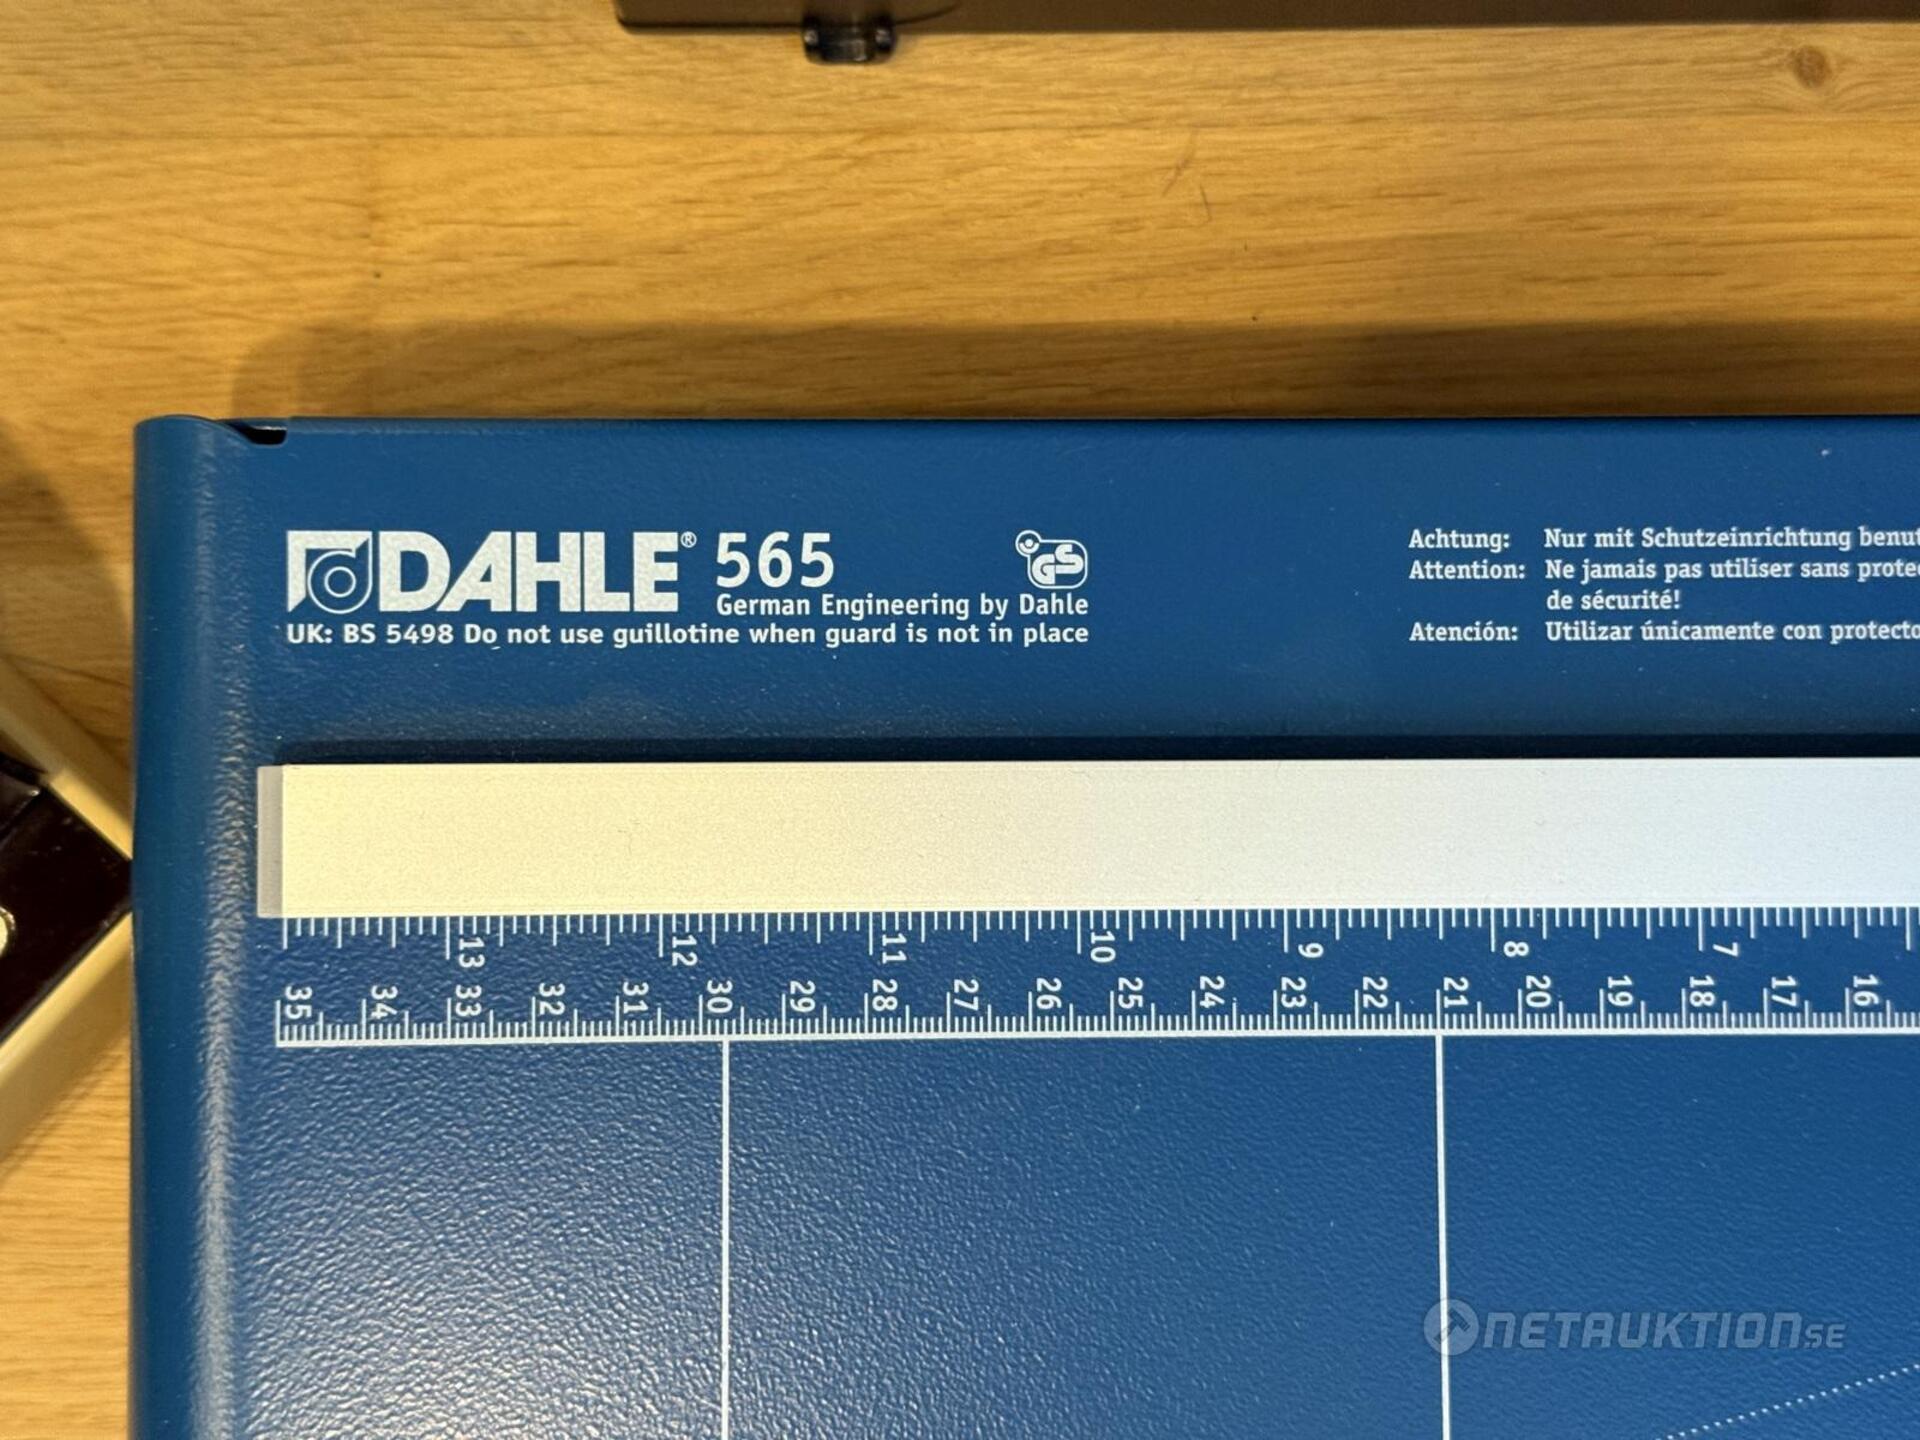 DAHLE® 565
GS
German Engineering by Dahle
UK: BS 5498 Do not use guillotine when guard is not in place
Achtung: Nur mit Schutzeinrichtung
Attention: Ne jamais pas utiliser sans
de sécurité!
Atención: Utilizar únicamente con
13 12 11 10 9 8 7
35 34 33 32 31 30 29 28 27 26 25 24 23 22 21 20 19 18 17 16
NETAUKTION.SE